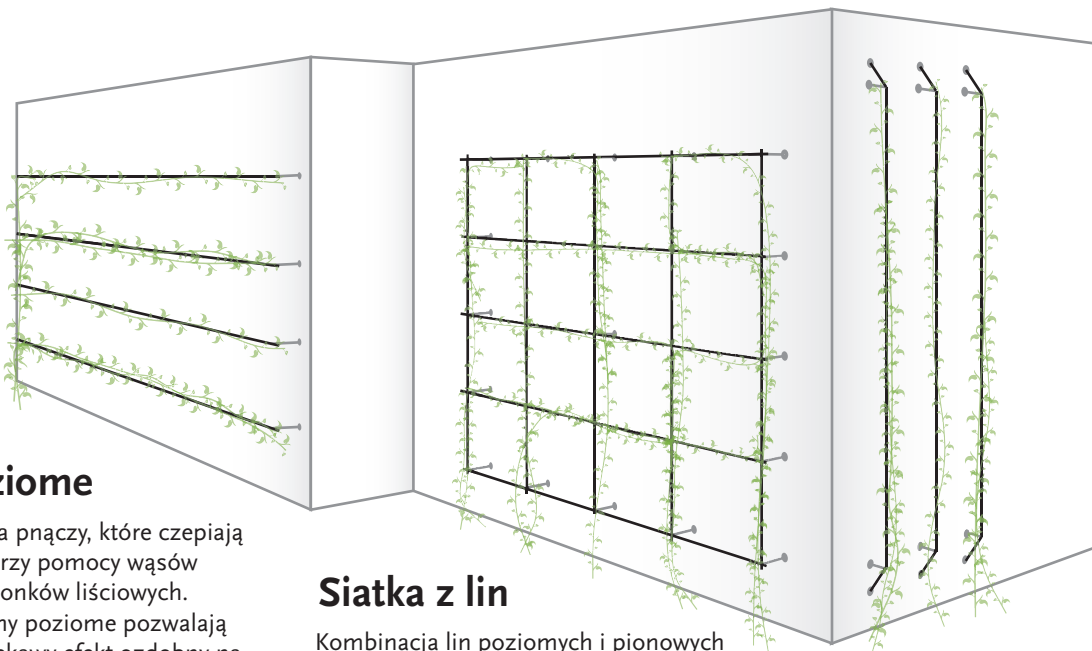 ziome
a pnączy, które czepiają
rzy pomocy wąsów
onków liściowych.
ny poziome pozwalają
Siatka z lin
Kombinacja lin poziomych i pionowych